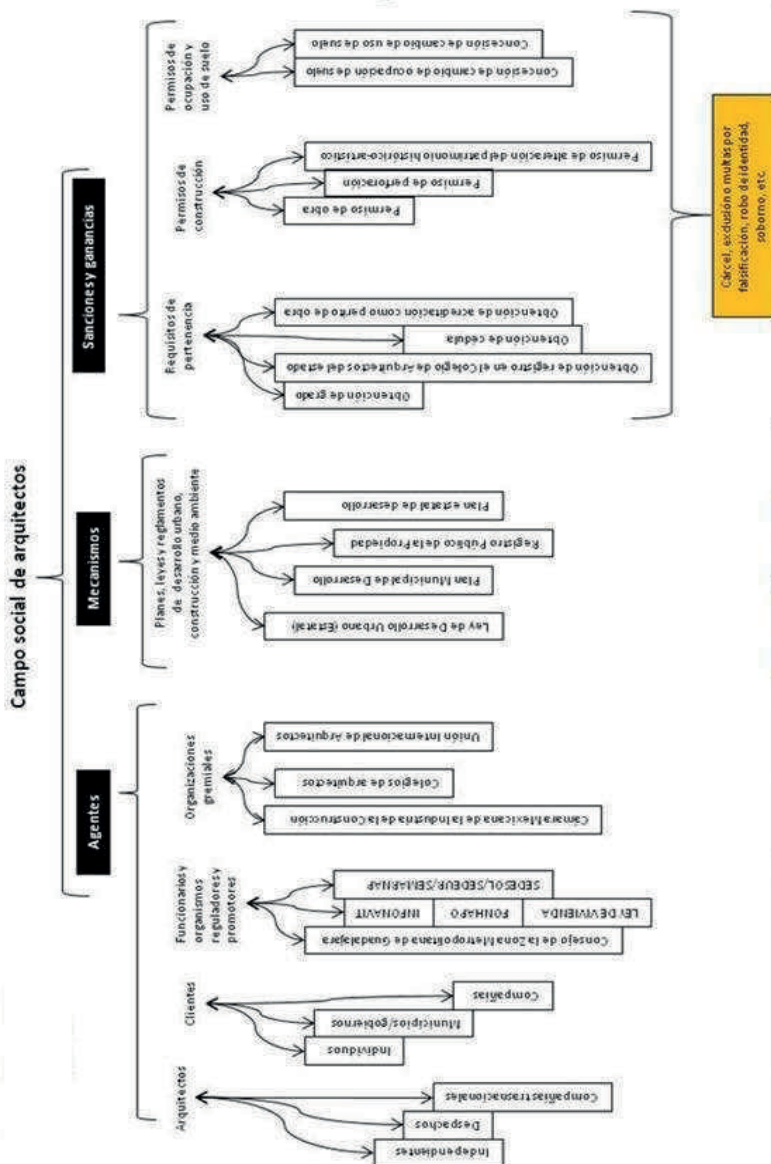 Campo social de arquitectos
Agentes
Mecanismos
Sanciones y ganancias
Arquitectos
Independientes
Despachos
Compañías trasnacionales
Clientes
Individuos
Municipios/gobiernos
Compañías
Funcionarios y
organismos
reguladores y
promotores
Consejo de la Zona Metropolitana de Guadalajara
LEY DE VIVIENDA
FONHAPO
INFONAVIT
SEDESOL/SEDEUR/SEMARNAP
Organizaciones
gremiales
Cámara Mexicana de la Industria de la Construcción
Colegios de arquitectos
Unión Internacional de Arquitectos
Planes, leyes y reglamentos
de desarrollo urbano,
construcción y medio ambiente
Ley de Desarrollo Urbano (Estatal)
Plan Municipal de Desarrollo
Registro Público de la Propiedad
Plan estatal de desarrollo
Requisitos de
pertenencia
Obtención de grado
Obtención de registro en el Colegio de Arquitectos del estado
Obtención de cédula
Obtención de acreditación como perito de obra
Permisos de
construcción
Permiso de obra
Permiso de perforación
Permiso de alteración del patrimonio histórico-artístico
Permisos de
ocupación y
uso de suelo
Concesión de cambio de ocupación de suelo
Concesión de cambio de uso de suelo
Cárcel, exclusión o multas por
falsificación, robo de identidad,
soborno, etc.